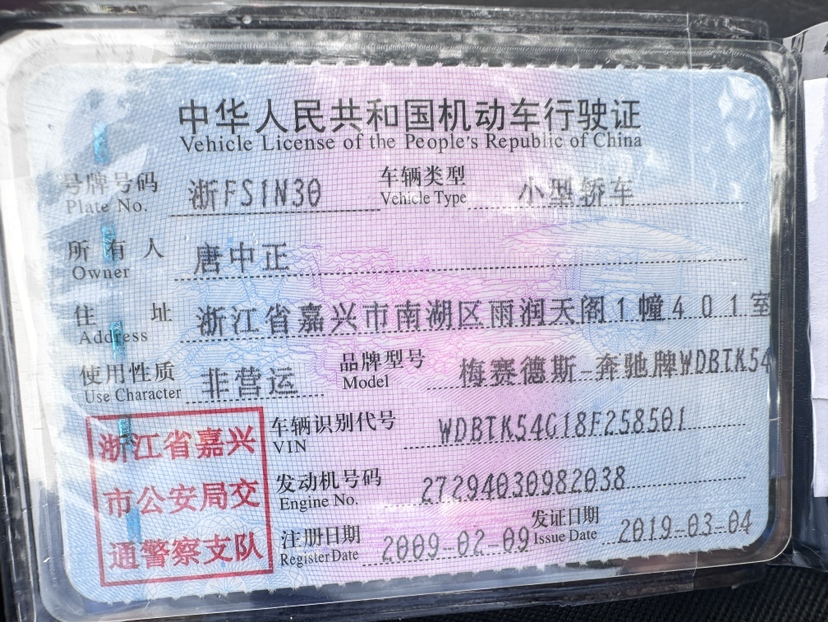 中华人民共和国机动车行驶证
Vehicle License of the People's Republic of China
号牌号码 浙FS1N30 车辆类型 小型轿车
Plate No. Vehicle Type
所有人 唐中正
Owner
住址 浙江省嘉兴市南湖区雨润天阁1幢401室
Address
使用性质 非营运 品牌型号 梅赛德斯-奔驰牌WDBTK54
Use Character Model
浙江省嘉兴
市公安局交
通警察支队
车辆识别代号 WDBTK54G18F258501
VIN
发动机号码 27294030982038
Engine No.
注册日期 2009-02-09 发证日期 2019-03-04
Register Date Issue Date